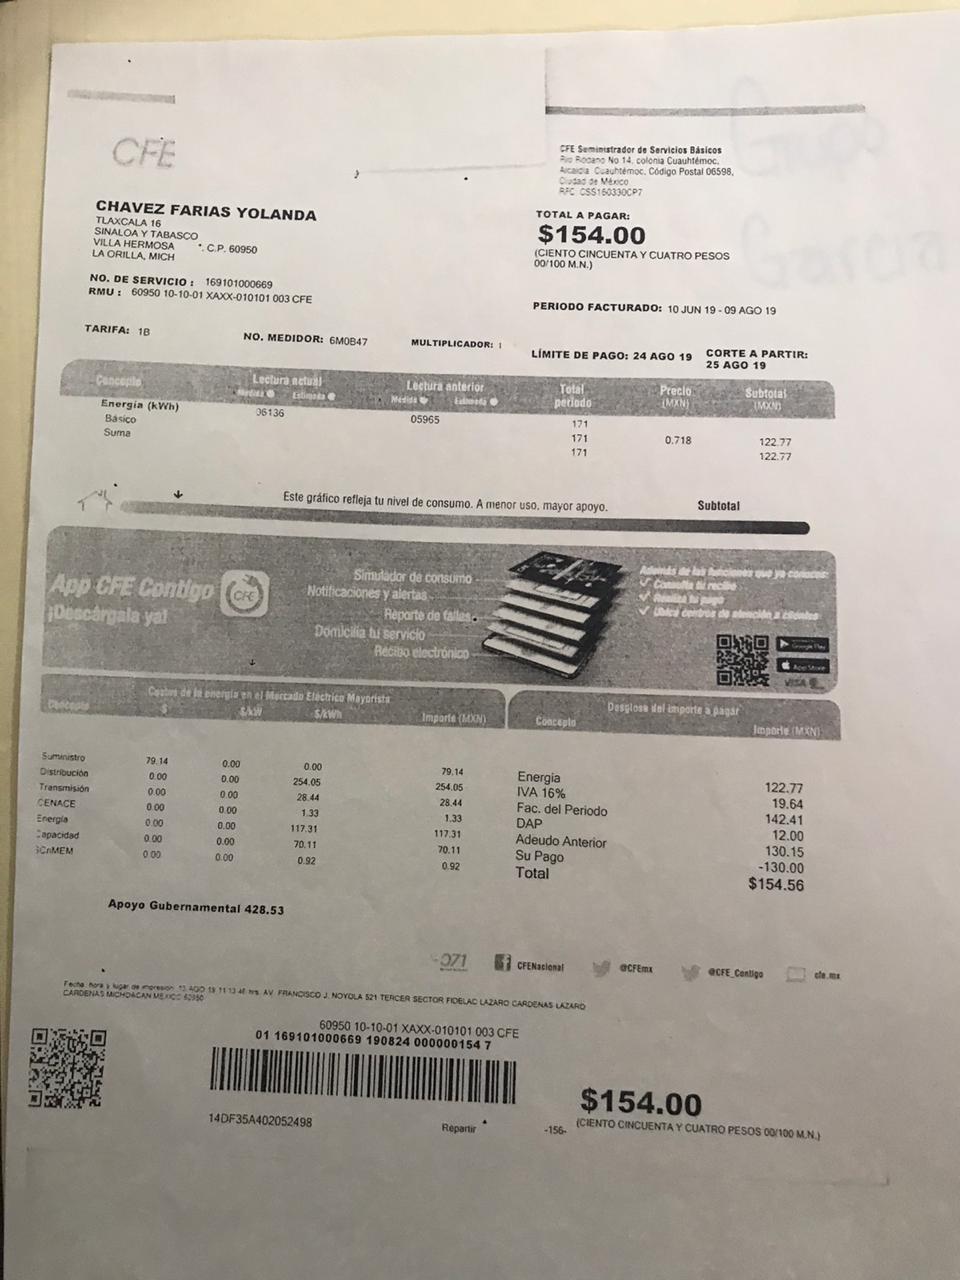 CFE
CFE Suministrador de Servicios Básicos
Rio Rodano No 14, colonia Cuauhtémoc,
Alcaldia Cuauhtémoc, Código Postal 06598,
Ciudad de México
RFC CSS160330CP7
CHAVEZ FARIAS YOLANDA
TLAXCALA 16
SINALOA Y TABASCO
VILLA HERMOSA . C.P. 60950
LA ORILLA, MICH
TOTAL A PAGAR:
$154.00
(CIENTO CINCUENTA Y CUATRO PESOS
00/100 M.N.)
NO. DE SERVICIO : 169101000669
RMU : 60950 10-10-01 XAXX-010101 003 CFE
PERIODO FACTURADO: 10 JUN 19 - 09 AGO 19
TARIFA: 1B NO. MEDIDOR: 6M0B47 MULTIPLICADOR: 1
LÍMITE DE PAGO: 24 AGO 19 CORTE A PARTIR:
25 AGO 19
Concepto Lectura actual Lectura anterior Total periodo Precio (MXN) Subtotal (MXN)
Medida Estimada Medida Estimada
Energía (kWh) 06136 05965 171
Básico 171 0.718 122.77
Suma 171 122.77
Este gráfico refleja tu nivel de consumo. A menor uso, mayor apoyo. Subtotal
App CFE Contigo
¡Descárgala ya!
CFE
Simulador de consumo
Notificaciones y alertas
Reporte de fallas
Domicilia tu servicio
Recibo electrónico
Además de las funciones que ya conoces:
Consulta tu recibo
Realiza tu pago
Ubica centros de atención a clientes
Google Play
App Store
VISA
Costos de la energía en el Mercado Eléctrico Mayorista
Concepto $ $/kW $/kWh Importe (MXN)
Desglose del importe a pagar
Concepto Importe (MXN)
Suministro 79.14 0.00 0.00 79.14
Distribución 0.00 0.00 254.05 254.05
Transmisión 0.00 0.00 28.44 28.44
CENACE 0.00 0.00 1.33 1.33
Energía 0.00 0.00 117.31 117.31
Capacidad 0.00 0.00 70.11 70.11
SCnMEM 0.00 0.00 0.92 0.92
Energía 122.77
IVA 16% 19.64
Fac. del Periodo 142.41
DAP 12.00
Adeudo Anterior 130.15
Su Pago -130.00
Total $154.56
Apoyo Gubernamental 428.53
071 CFENacional @CFEmx @CFE_Contigo cfe.mx
Fecha, hora y lugar de impresión: 13 AGO 19 11:13:46 hrs. AV. FRANCISCO J. NOYOLA 521 TERCER SECTOR FIDELAC LAZARO CARDENAS LAZARO
CARDENAS MICHOACAN MEXICO 60950
60950 10-10-01 XAXX-010101 003 CFE
01 169101000669 190824 000000154 7
14DF35A402052498
Repartir
-156-
$154.00
(CIENTO CINCUENTA Y CUATRO PESOS 00/100 M.N.)